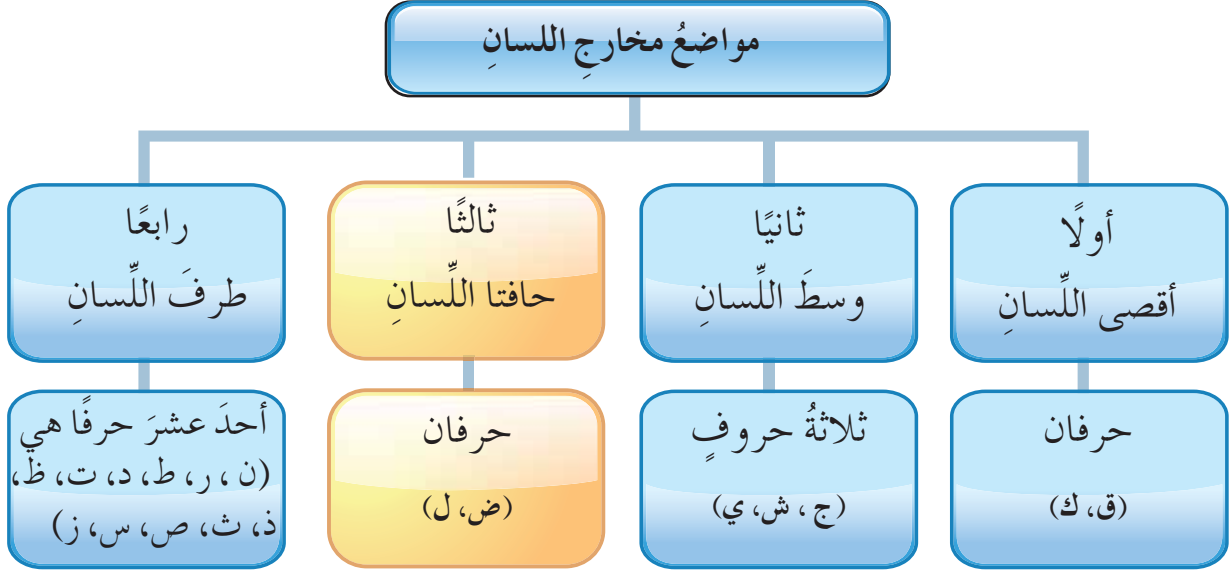 مواضعُ مخارجِ اللسانِ
أولًا
أقصى اللِّسانِ
ثانيًا
وسطَ اللِّسانِ
ثالثًا
حافتا اللِّسانِ
رابعًا
طرفَ اللِّسانِ
حرفان
(ق، ك)
ثلاثةُ حروفٍ
(ج، ش، ي)
حرفان
(ض، ل)
أحدَ عشرَ حرفًا هي
(ن، ر، ط، د، ت، ظ،
ذ، ث، ص، س، ز)